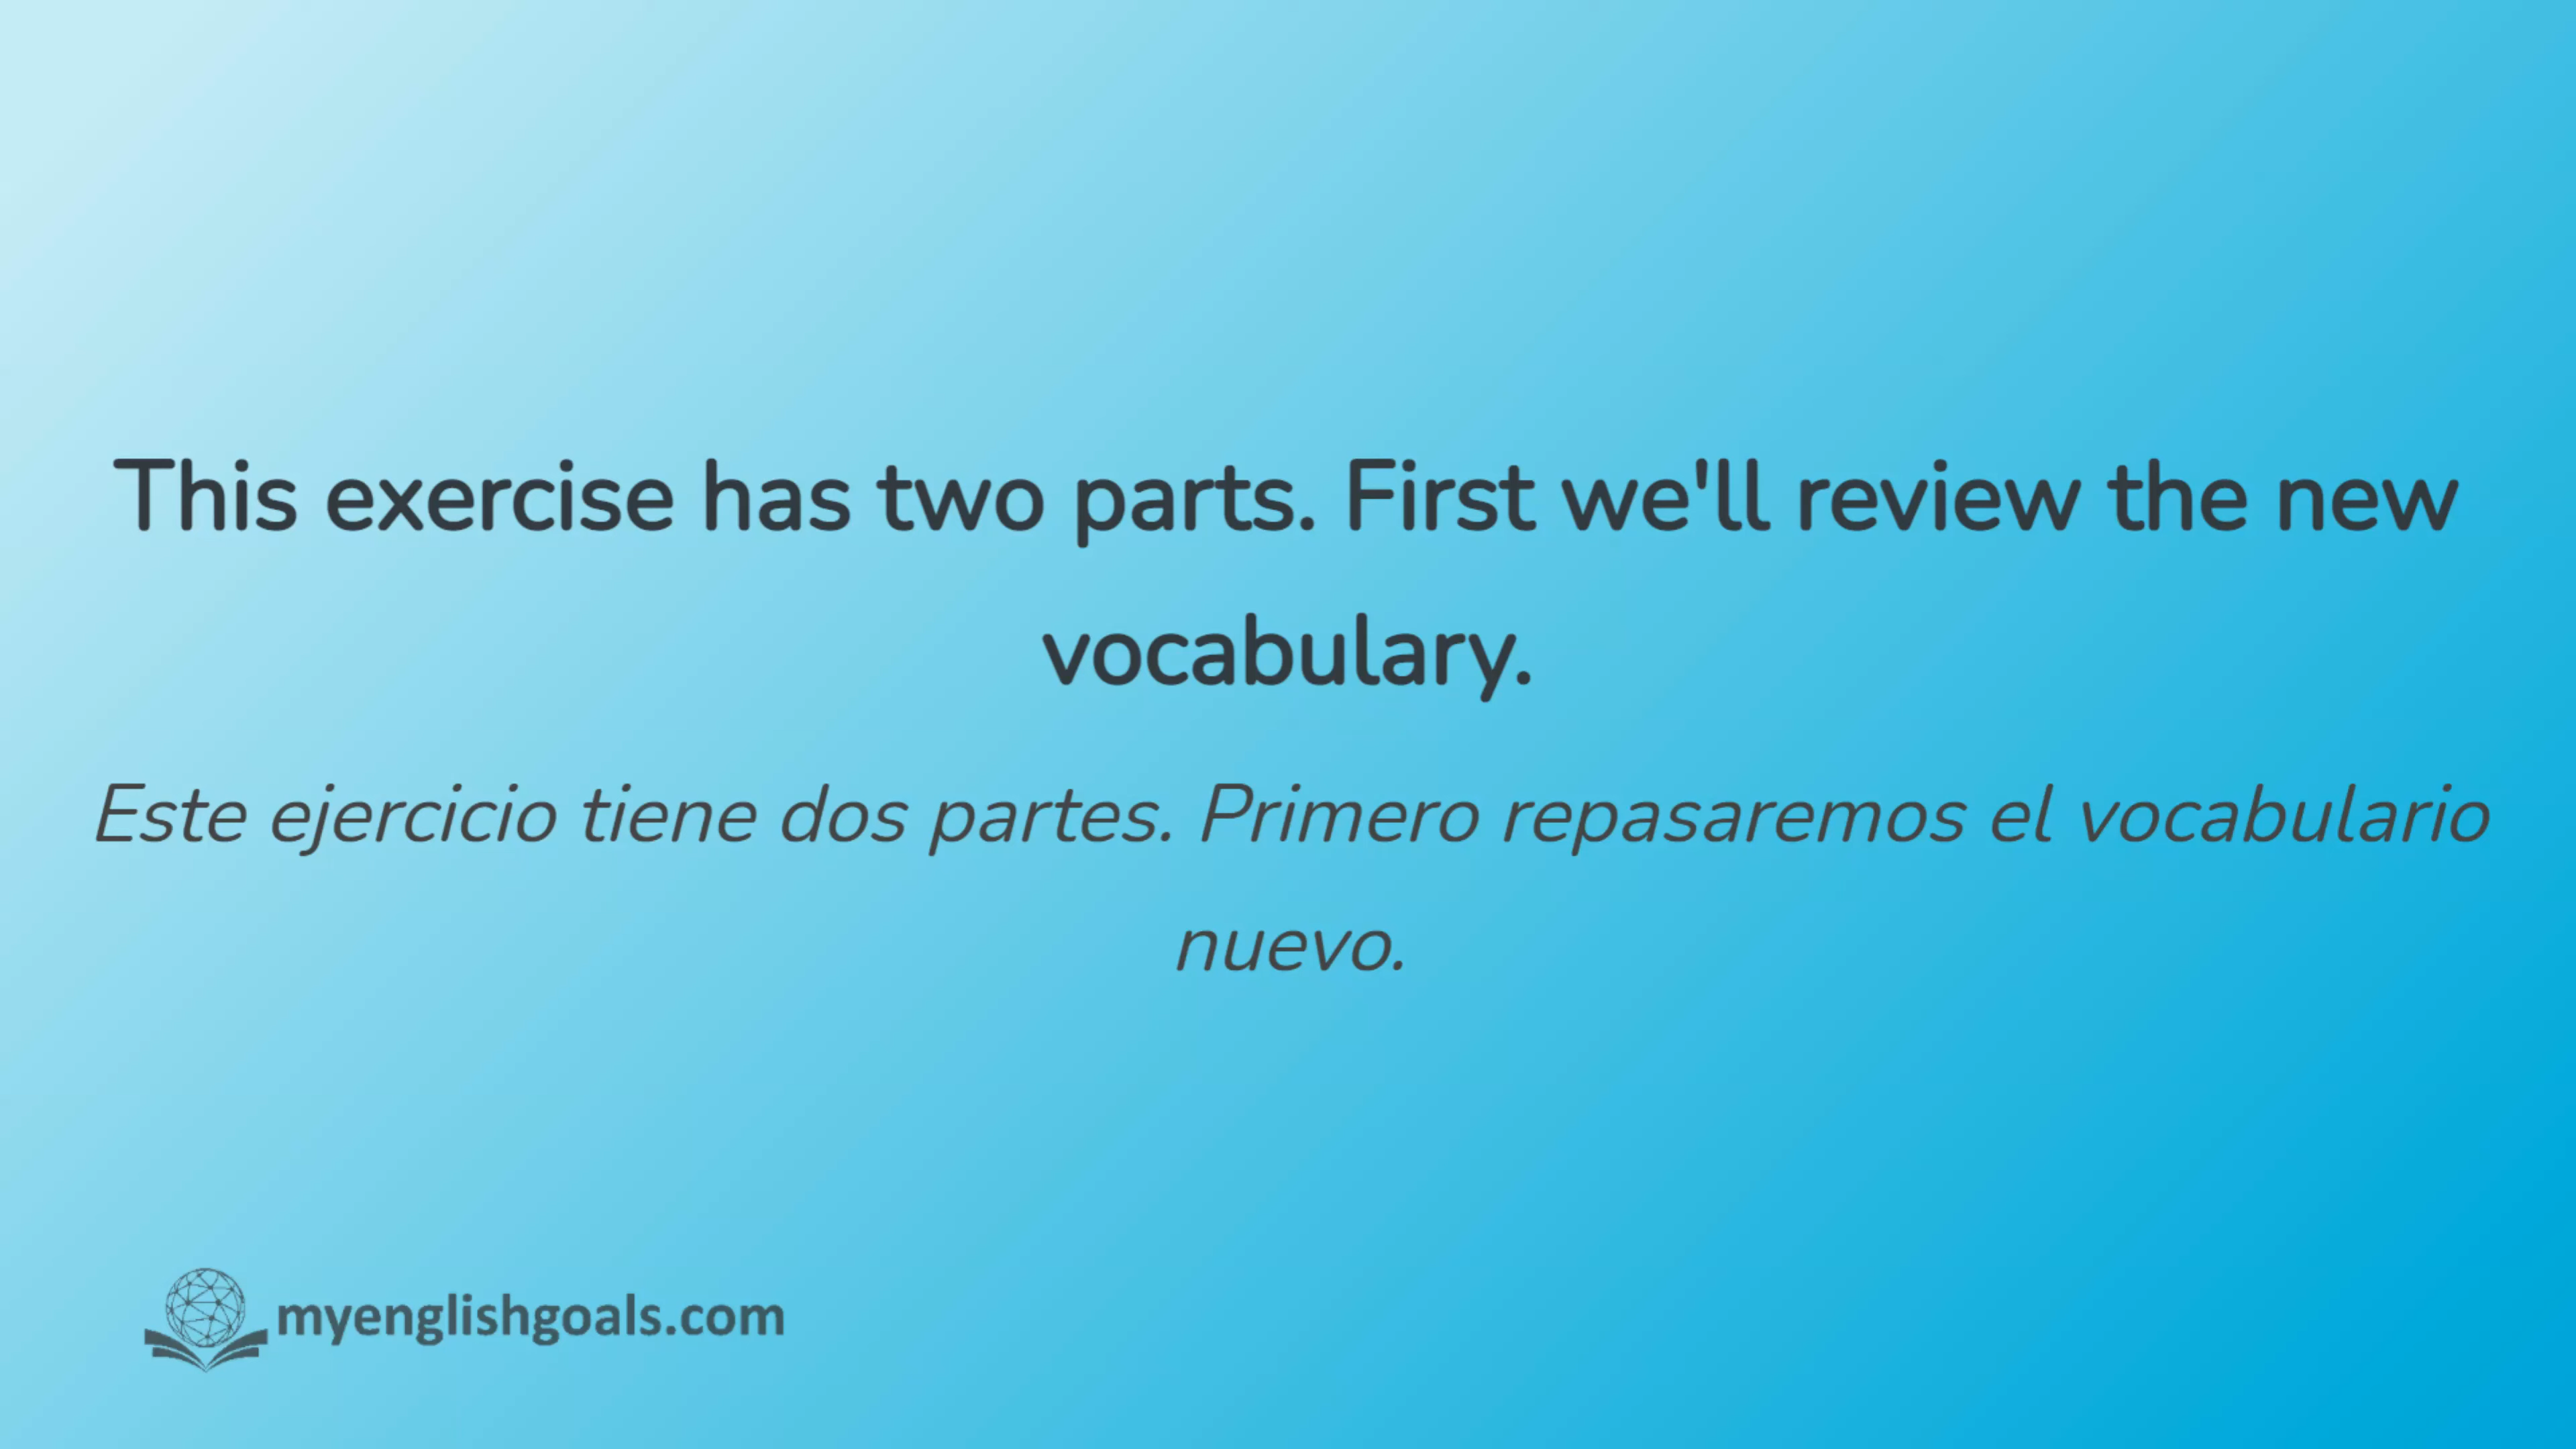 This exercise has two parts. First we'll review the new
vocabulary.
Este ejercicio tiene dos partes. Primero repasaremos el vocabulario
nuevo.
myenglishgoals.com